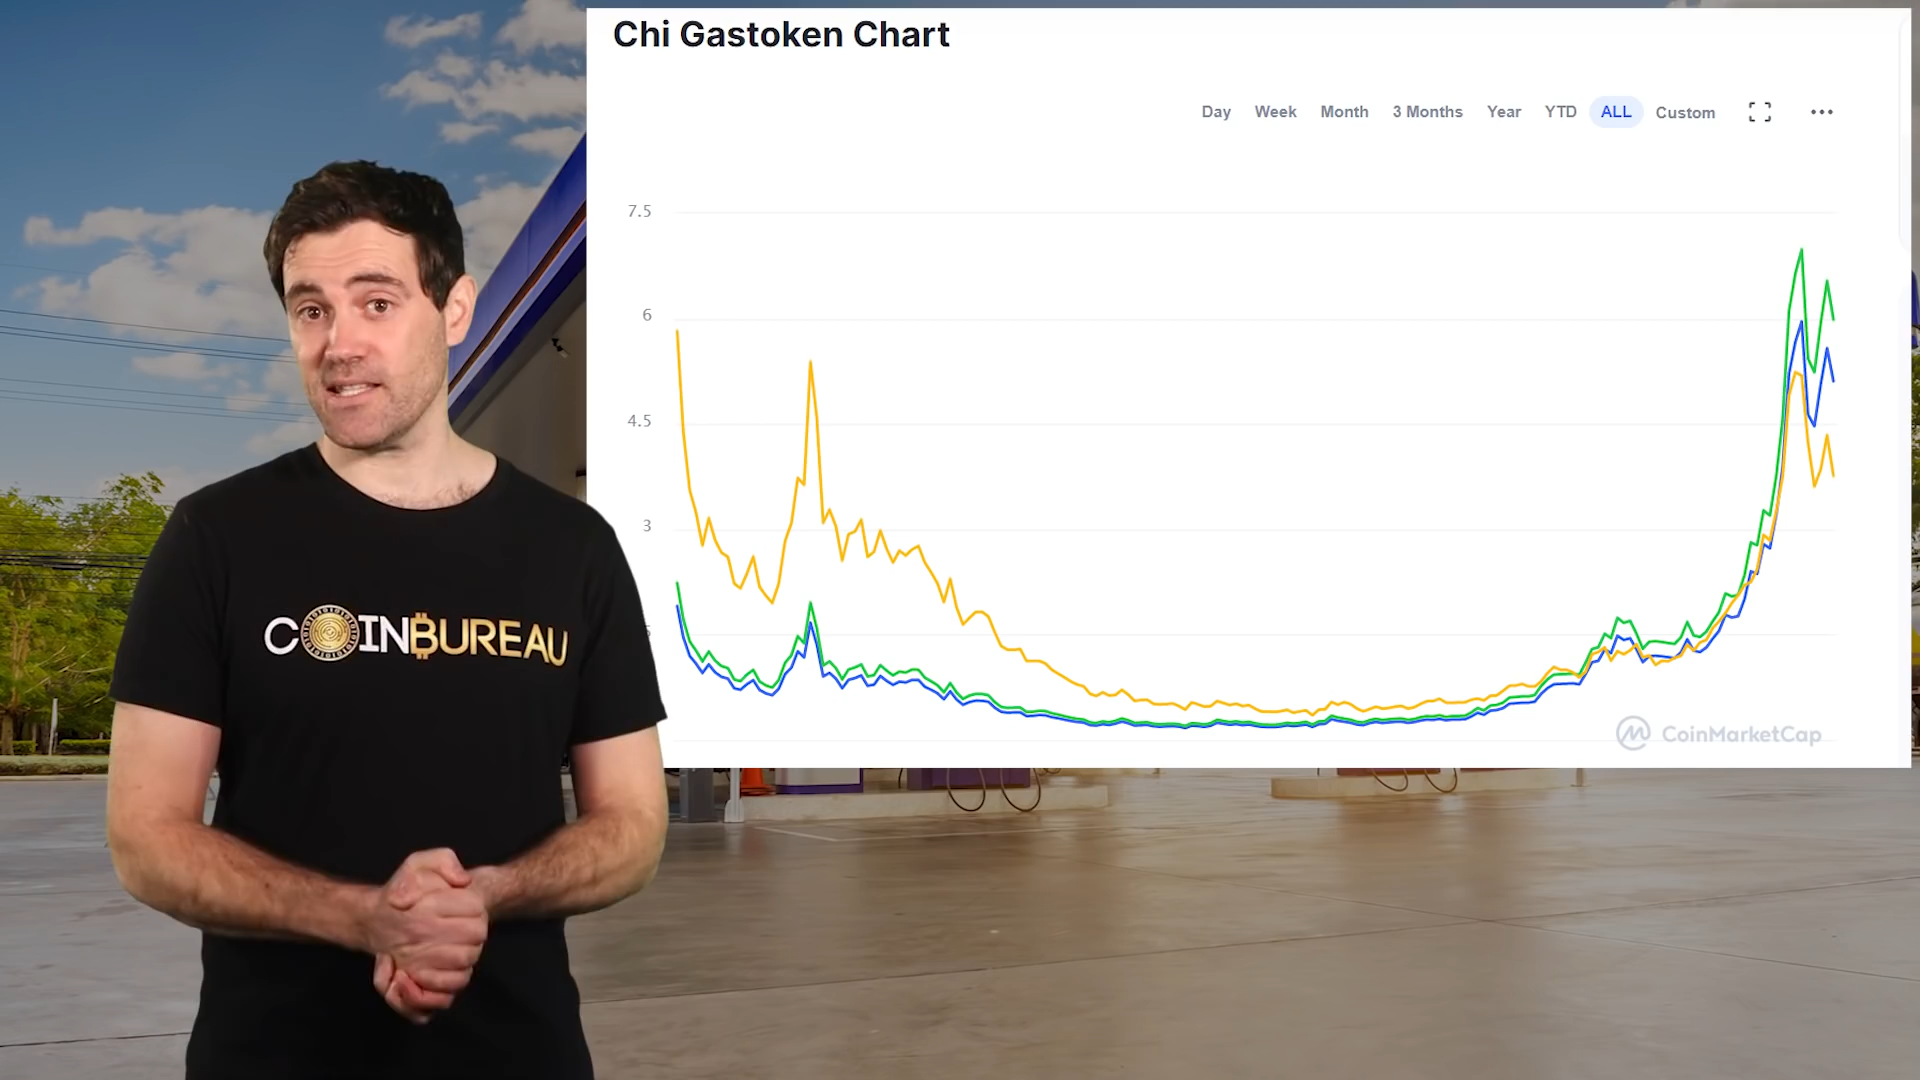 Chi Gastoken Chart
Day Week Month 3 Months Year YTD ALL Custom
7.5
6
4.5
3
COINBUREAU
CoinMarketCap